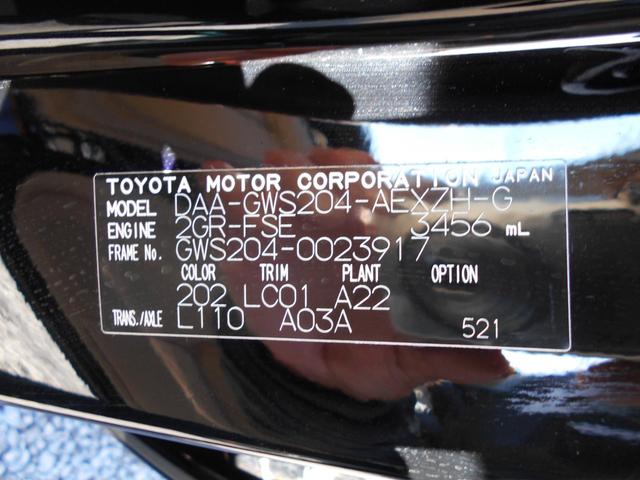 TOYOTA MOTOR CORPORATION JAPAN
MODEL DAA-GWS204-AEXZH-G
ENGINE 2GR-FSE 3456 mL
FRAME No. GWS204-0023917
COLOR TRIM PLANT OPTION
202 LC01 A22
TRANS./AXLE L110 A03A 521